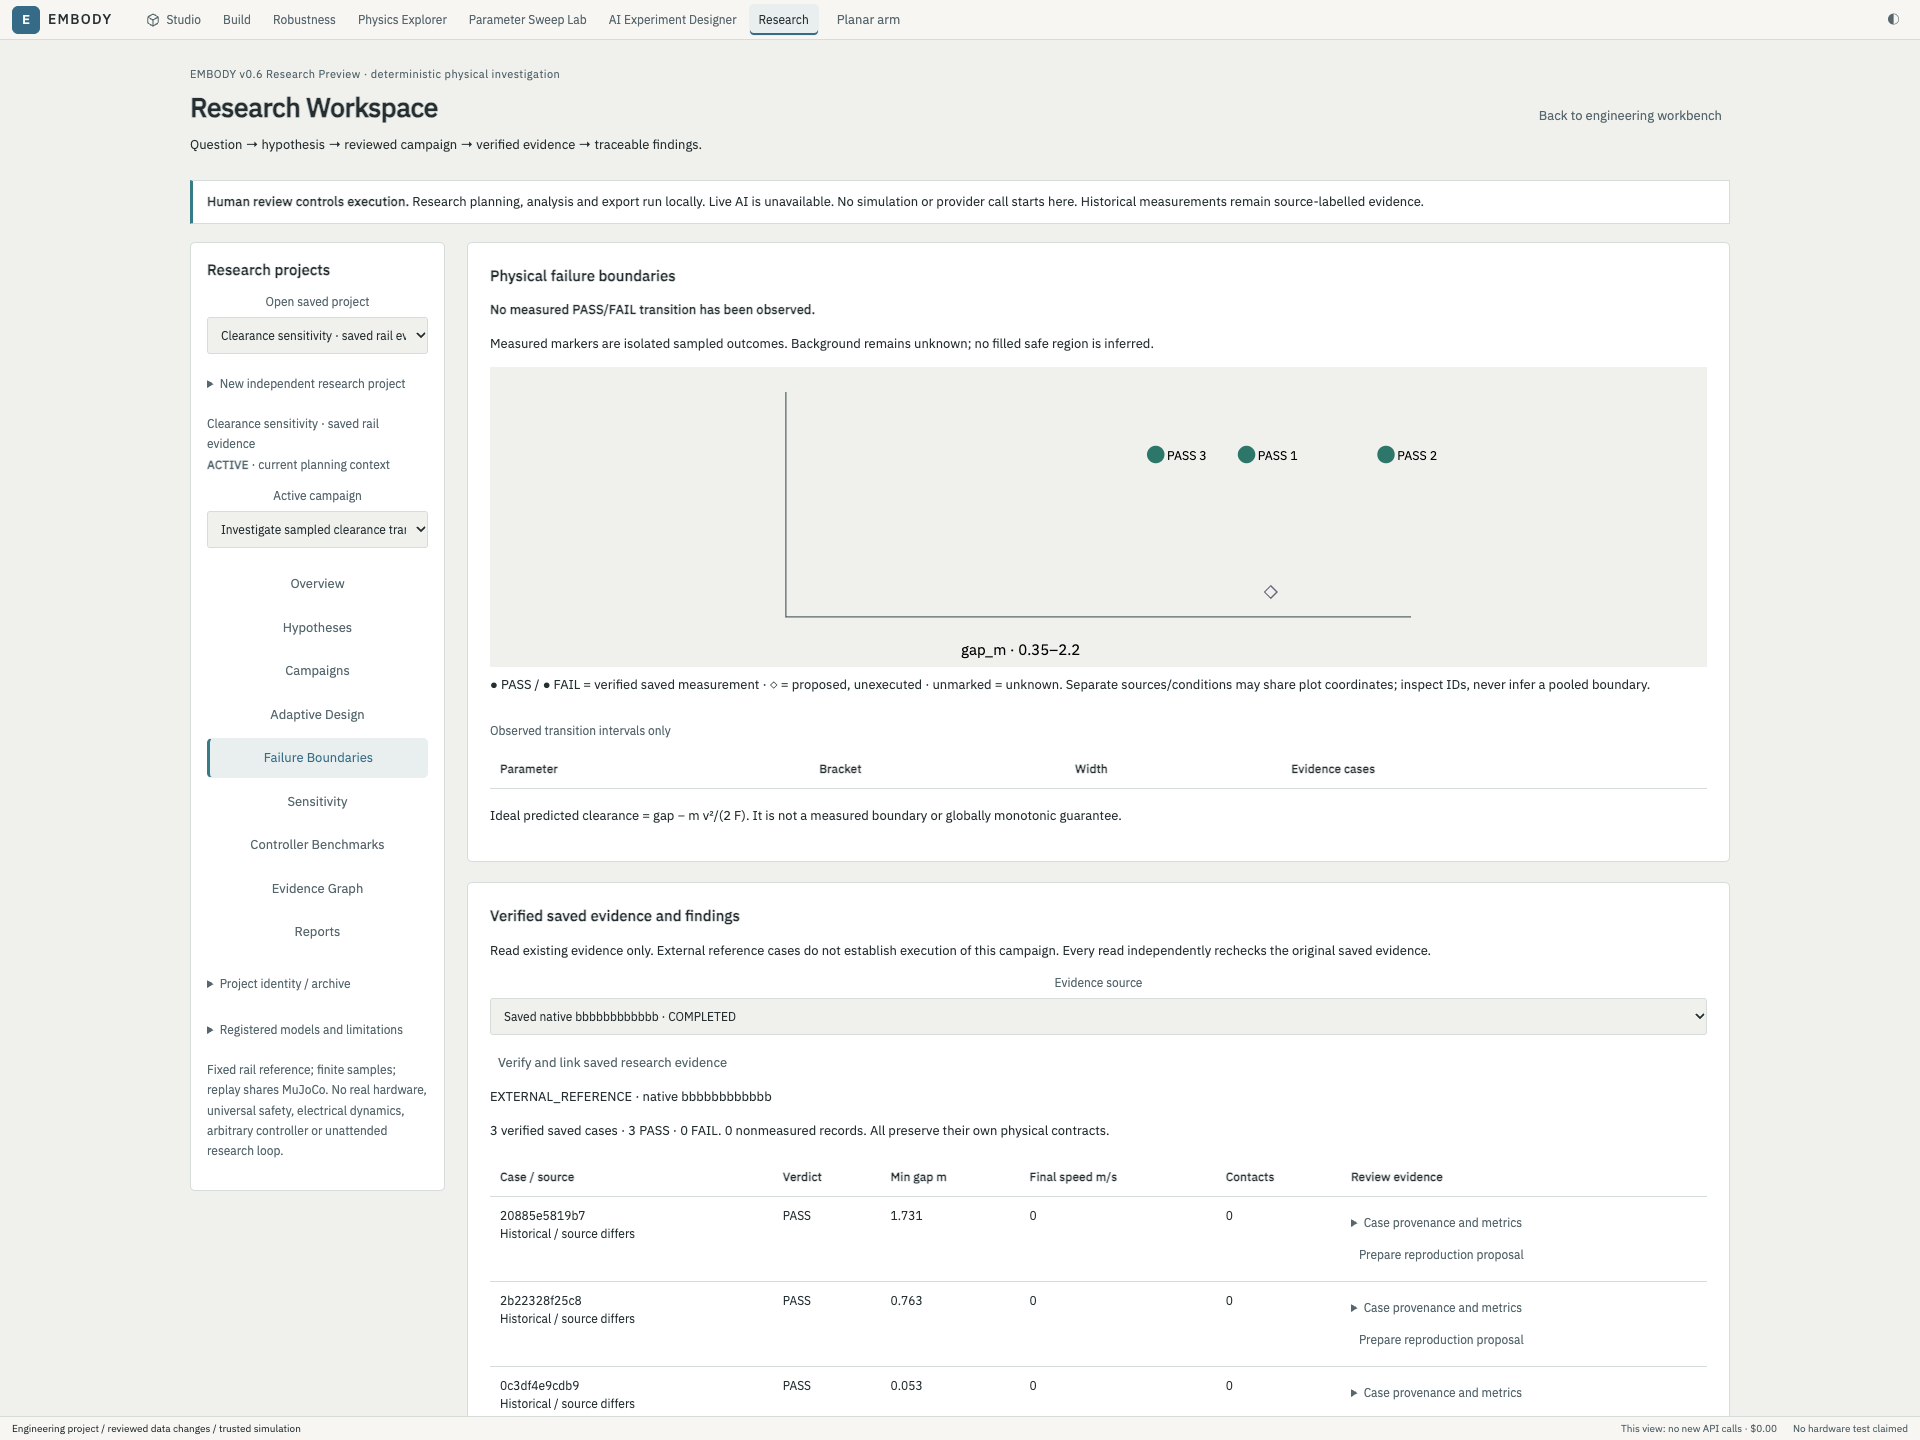 E EMBODY Studio Build Robustness Physics Explorer Parameter Sweep Lab AI Experiment Designer Research Planar arm
EMBODY v0.6 Research Preview · deterministic physical investigation
Research Workspace
Back to engineering workbench
Question → hypothesis → reviewed campaign → verified evidence → traceable findings.
Human review controls execution. Research planning, analysis and export run locally. Live AI is unavailable. No simulation or provider call starts here. Historical measurements remain source-labelled evidence.
Research projects
Open saved project
Clearance sensitivity · saved rail ev
▶ New independent research project
Clearance sensitivity · saved rail
evidence
ACTIVE · current planning context
Active campaign
Investigate sampled clearance tran
Overview
Hypotheses
Campaigns
Adaptive Design
Failure Boundaries
Sensitivity
Controller Benchmarks
Evidence Graph
Reports
▶ Project identity / archive
▶ Registered models and limitations
Fixed rail reference; finite samples;
replay shares MuJoCo. No real hardware,
universal safety, electrical dynamics,
arbitrary controller or unattended
research loop.
Physical failure boundaries
No measured PASS/FAIL transition has been observed.
Measured markers are isolated sampled outcomes. Background remains unknown; no filled safe region is inferred.
PASS 3 PASS 1 PASS 2
gap_m · 0.35–2.2
● PASS / ● FAIL = verified saved measurement · ◇ = proposed, unexecuted · unmarked = unknown. Separate sources/conditions may share plot coordinates; inspect IDs, never infer a pooled boundary.
Observed transition intervals only
Parameter Bracket Width Evidence cases
Ideal predicted clearance = gap − m v²/(2 F). It is not a measured boundary or globally monotonic guarantee.
Verified saved evidence and findings
Read existing evidence only. External reference cases do not establish execution of this campaign. Every read independently rechecks the original saved evidence.
Evidence source
Saved native bbbbbbbbbbbb · COMPLETED
Verify and link saved research evidence
EXTERNAL_REFERENCE · native bbbbbbbbbbbb
3 verified saved cases · 3 PASS · 0 FAIL. 0 nonmeasured records. All preserve their own physical contracts.
Case / source Verdict Min gap m Final speed m/s Contacts Review evidence
20885e5819b7 PASS 1.731 0 0 ▶ Case provenance and metrics
Historical / source differs
Prepare reproduction proposal
2b22328f25c8 PASS 0.763 0 0 ▶ Case provenance and metrics
Historical / source differs
Prepare reproduction proposal
0c3df4e9cdb9 PASS 0.053 0 0 ▶ Case provenance and metrics
Historical / source differs
Engineering project / reviewed data changes / trusted simulation
This view: no new API calls · $0.00 No hardware test claimed